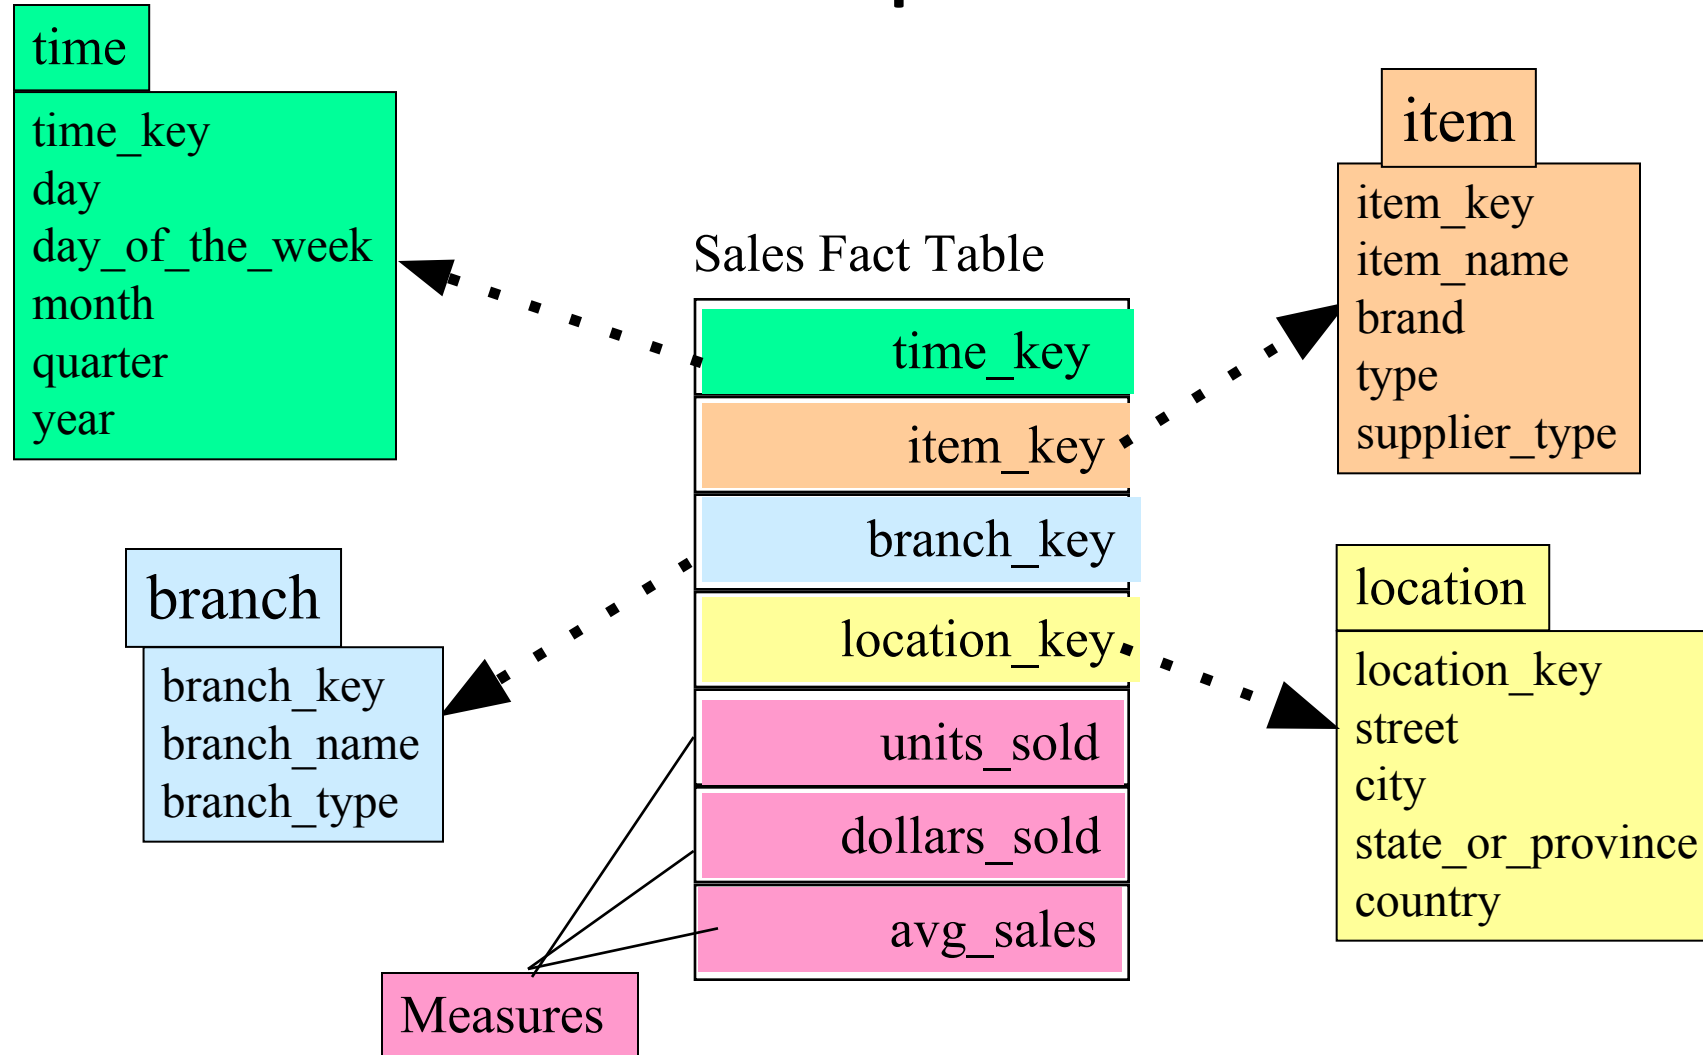 time
time_key
day
day_of_the_week
month
quarter
year
item
item_key
item_name
brand
type
supplier_type
Sales Fact Table
time_key
item_key
branch_key
location_key
units_sold
dollars_sold
avg_sales
branch
branch_key
branch_name
branch_type
location
location_key
street
city
state_or_province
country
Measures